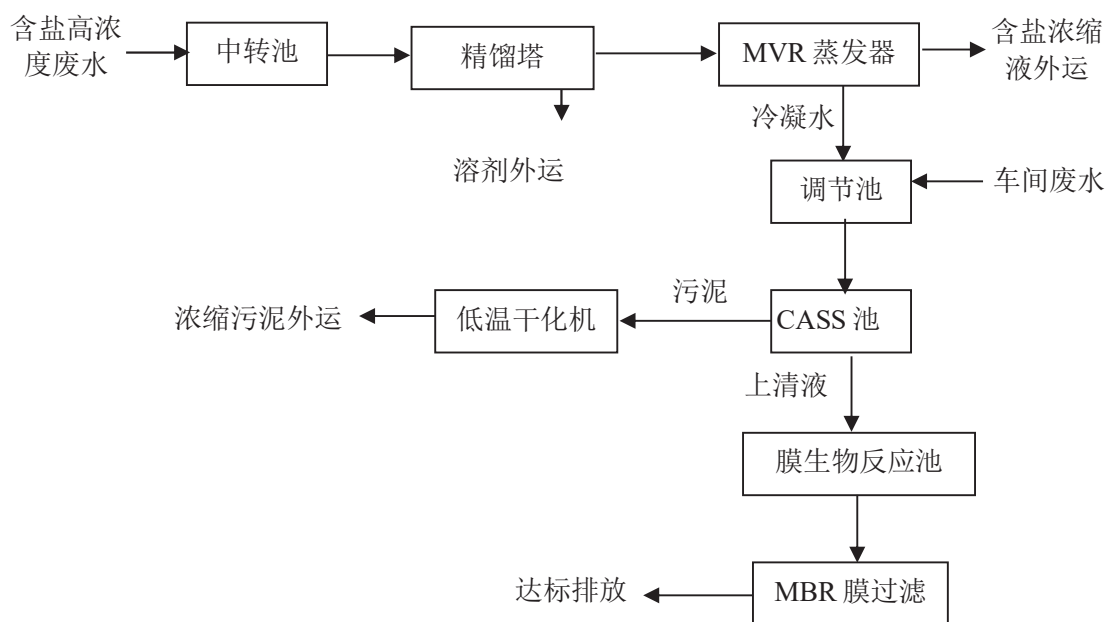 含盐高浓
度废水
中转池
精馏塔
MVR 蒸发器
含盐浓缩
液外运
溶剂外运
冷凝水
调节池
车间废水
浓缩污泥外运
低温干化机
污泥
CASS 池
上清液
膜生物反应池
达标排放
MBR 膜过滤